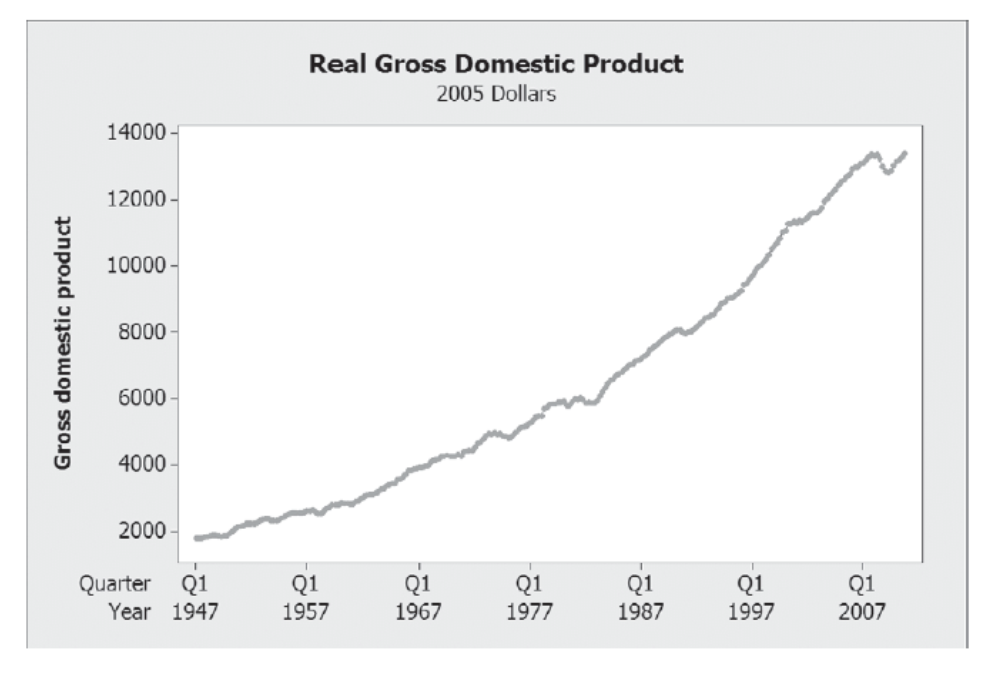 Real Gross Domestic Product
2005 Dollars
Gross domestic product
14000
12000
10000
8000
6000
4000
2000
Quarter Q1 Q1 Q1 Q1 Q1 Q1 Q1
Year 1947 1957 1967 1977 1987 1997 2007